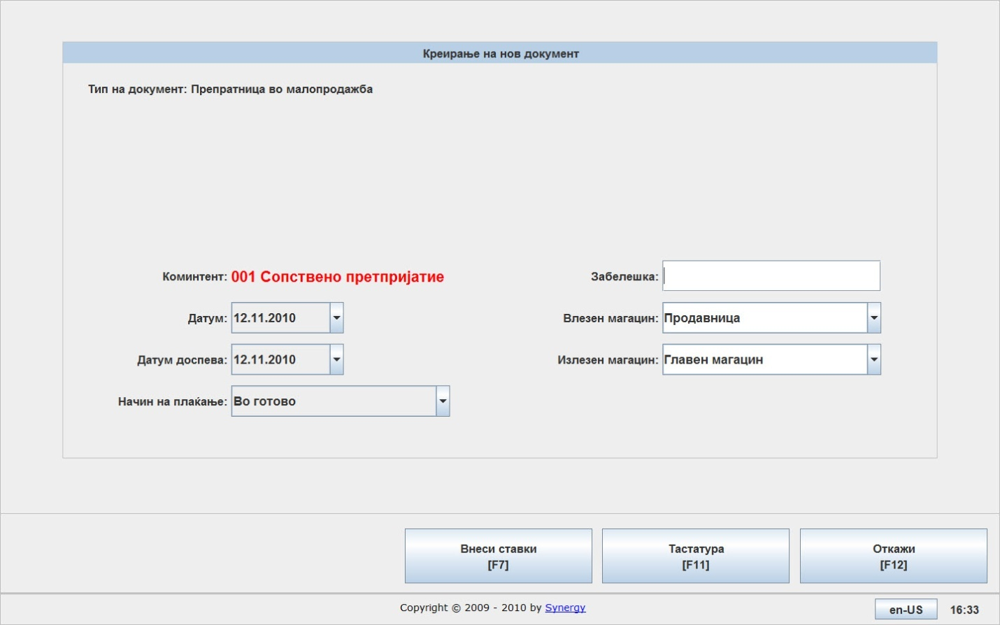 Креирање на нов документ
Тип на документ: Препратница во малопродажба
Коминтент: 001 Сопствено претпријатие
Забелешка:
Датум: 12.11.2010
Влезен магацин: Продавница
Датум доспева: 12.11.2010
Излезен магацин: Главен магацин
Начин на плаќање: Во готово
Внеси ставки
[F7]
Тастатура
[F11]
Откажи
[F12]
Copyright © 2009 - 2010 by Synergy
en-US
16:33